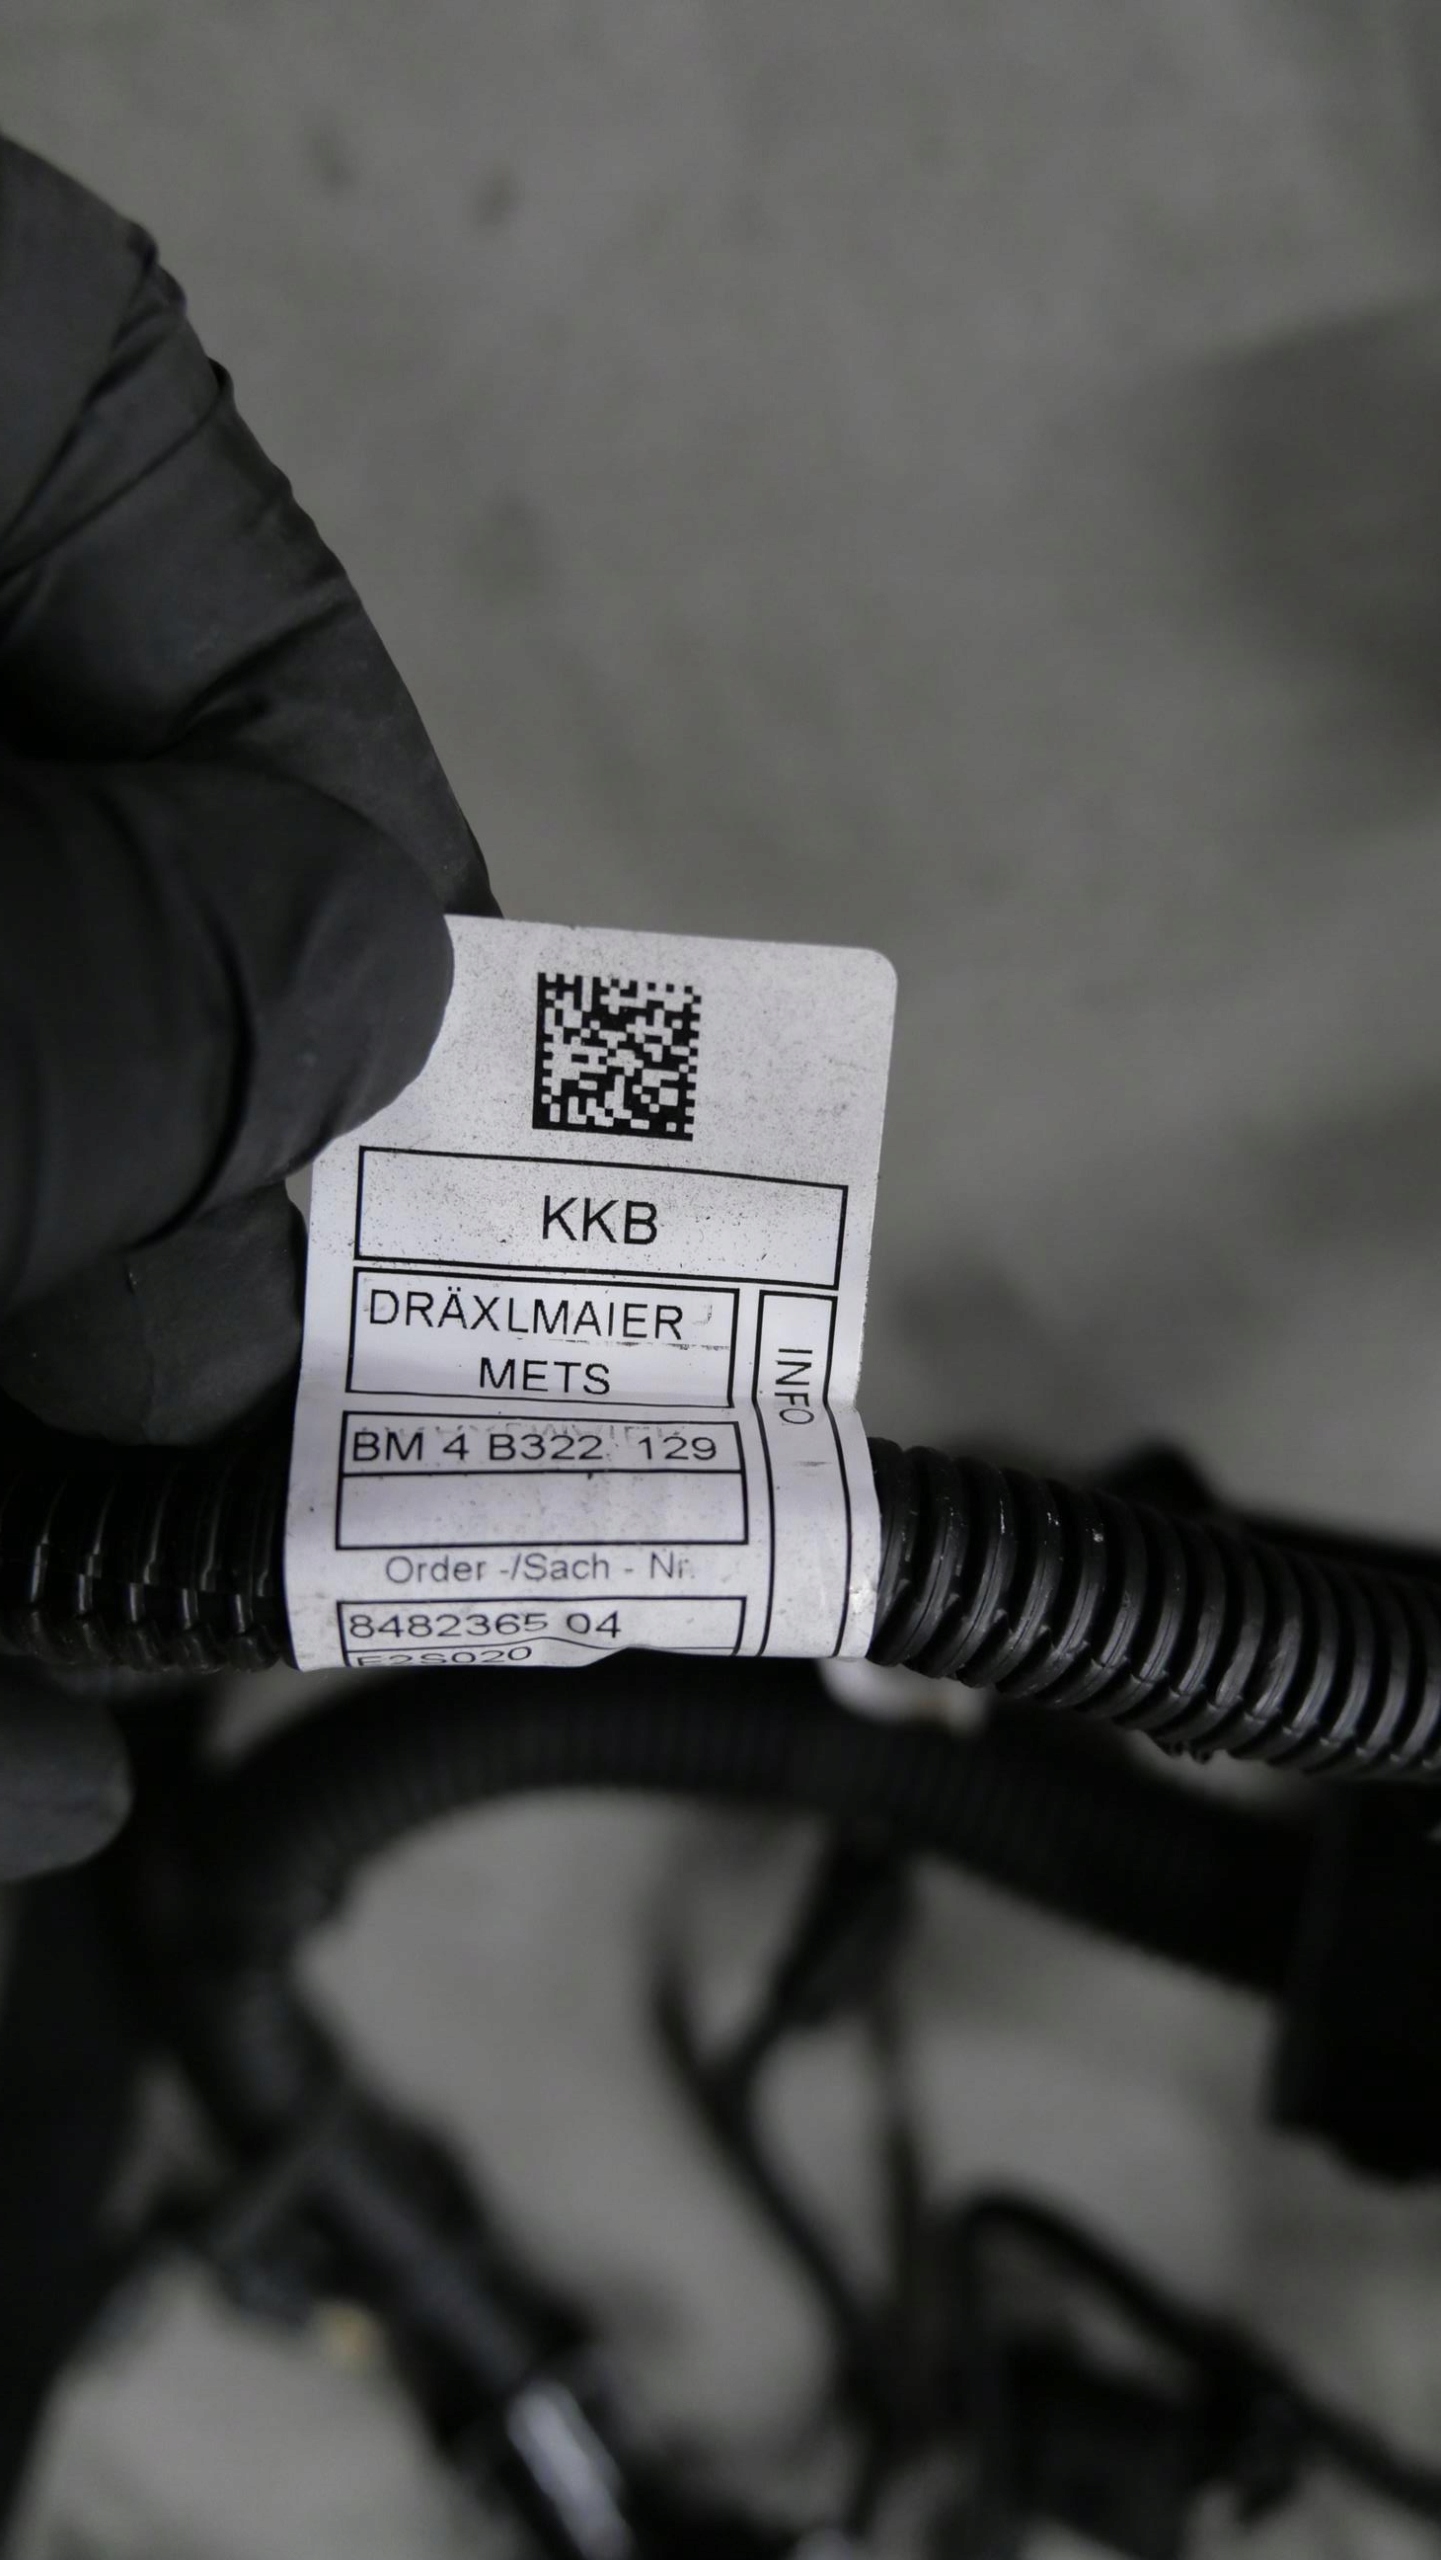 KKB
DRÄXLMAIER
METS
INFO
BM 4 B322 129
Order -/Sach - Nr.
8482365 04